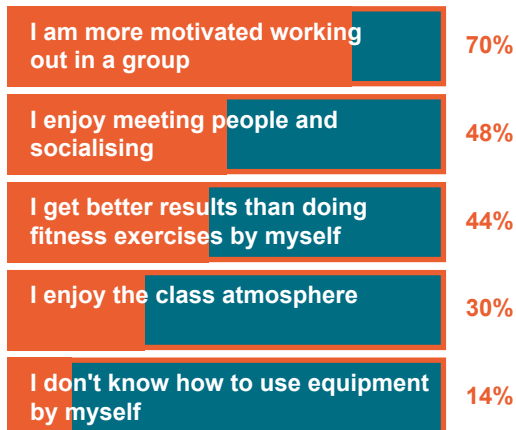 I am more motivated working
out in a group
70%
I enjoy meeting people and
socialising
48%
I get better results than doing
fitness exercises by myself
44%
I enjoy the class atmosphere
30%
I don't know how to use equipment
by myself
14%